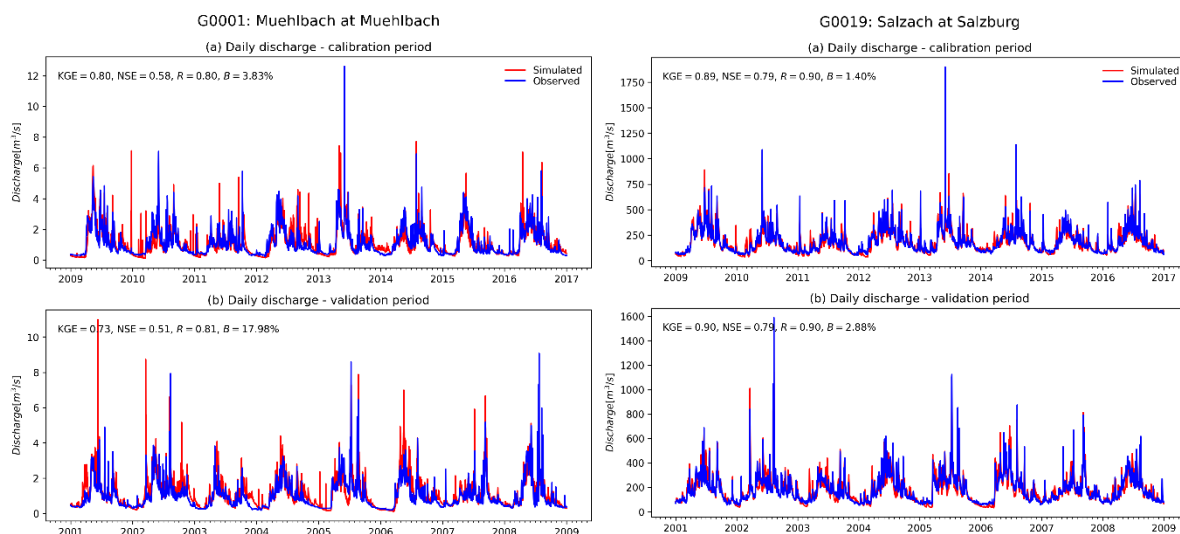 G0001: Muehlbach at Muehlbach
(a) Daily discharge - calibration period
KGE = 0.80, NSE = 0.58, R = 0.80, B = 3.83%
Simulated
Observed
Discharge[m³/s]
12
10
8
6
4
2
0
2009 2010 2011 2012 2013 2014 2015 2016 2017
(b) Daily discharge - validation period
KGE = 0.73, NSE = 0.51, R = 0.81, B = 17.98%
Discharge[m³/s]
10
8
6
4
2
0
2001 2002 2003 2004 2005 2006 2007 2008 2009
G0019: Salzach at Salzburg
(a) Daily discharge - calibration period
KGE = 0.89, NSE = 0.79, R = 0.90, B = 1.40%
Simulated
Observed
Discharge[m³/s]
1750
1500
1250
1000
750
500
250
0
2009 2010 2011 2012 2013 2014 2015 2016 2017
(b) Daily discharge - validation period
KGE = 0.90, NSE = 0.79, R = 0.90, B = 2.88%
Discharge[m³/s]
1600
1400
1200
1000
800
600
400
200
0
2001 2002 2003 2004 2005 2006 2007 2008 2009